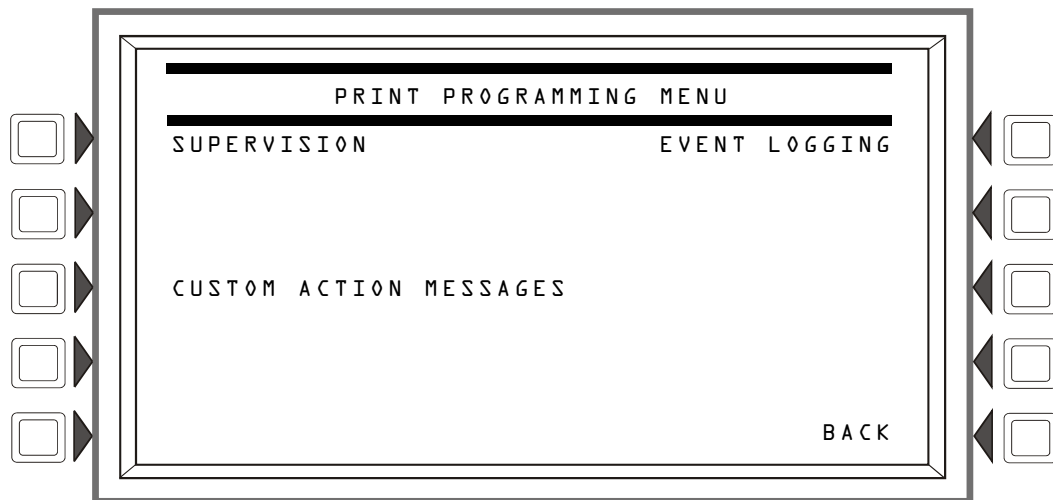 PRINT PROGRAMMING MENU
SUPERVISION EVENT LOGGING
CUSTOM ACTION MESSAGES
BACK